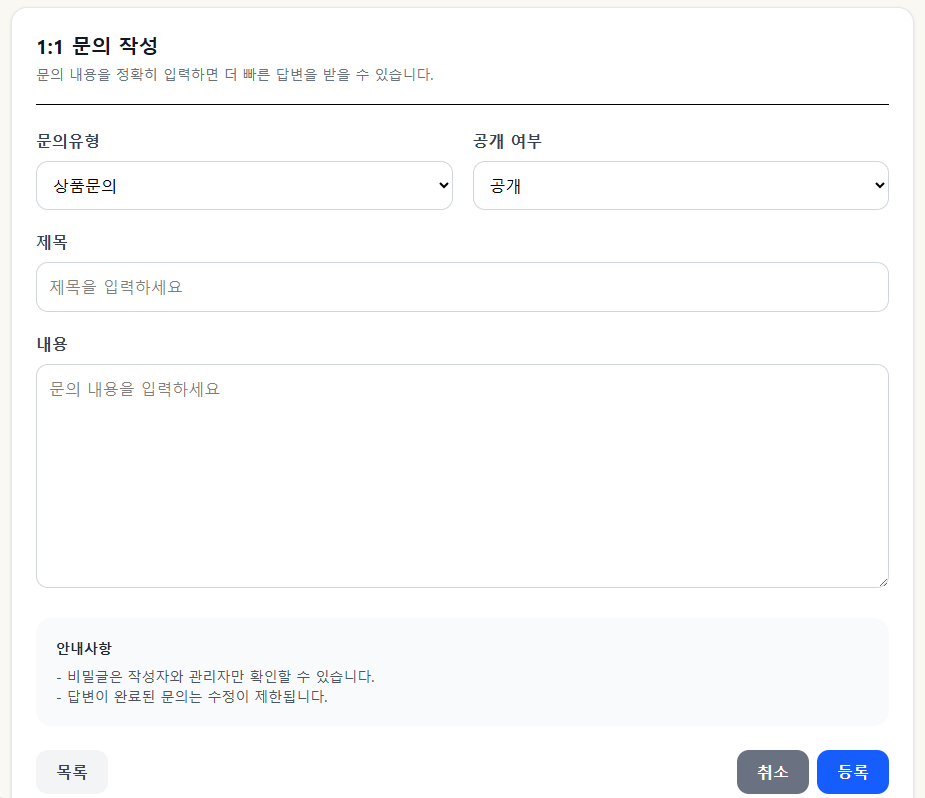 1:1 문의 작성
문의 내용을 정확히 입력하면 더 빠른 답변을 받을 수 있습니다.
문의유형
공개 여부
상품문의
공개
제목
제목을 입력하세요
내용
문의 내용을 입력하세요
안내사항
- 비밀글은 작성자와 관리자만 확인할 수 있습니다.
- 답변이 완료된 문의는 수정이 제한됩니다.
목록
취소
등록